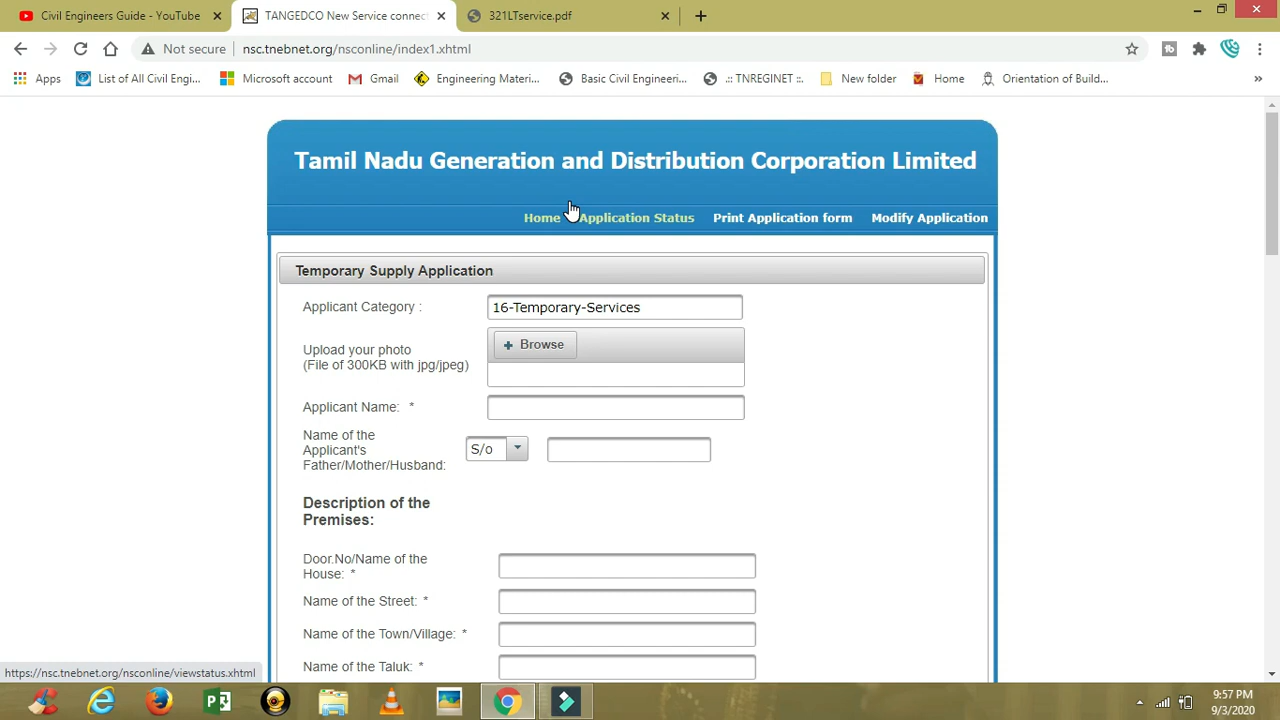 Civil Engineers Guide - YouTube
TANGEDCO New Service connect
321LTservice.pdf
Not secure
nsc.tnebnet.org/nsconline/index1.xhtml
Apps
List of All Civil Engi...
Microsoft account
Gmail
Engineering Materi...
Basic Civil Engineeri...
.:: TNREGINET ::.
New folder
Home
Orientation of Build...
Tamil Nadu Generation and Distribution Corporation Limited
Home
Application Status
Print Application form
Modify Application
Temporary Supply Application
Applicant Category :
16-Temporary-Services
Upload your photo
(File of 300KB with jpg/jpeg)
+ Browse
Applicant Name: *
Name of the
Applicant's
Father/Mother/Husband:
S/o
Description of the
Premises:
Door.No/Name of the
House: *
Name of the Street: *
Name of the Town/Village: *
Name of the Taluk: *
https://nsc.tnebnet.org/nsconline/viewstatus.xhtml
9:57 PM
9/3/2020